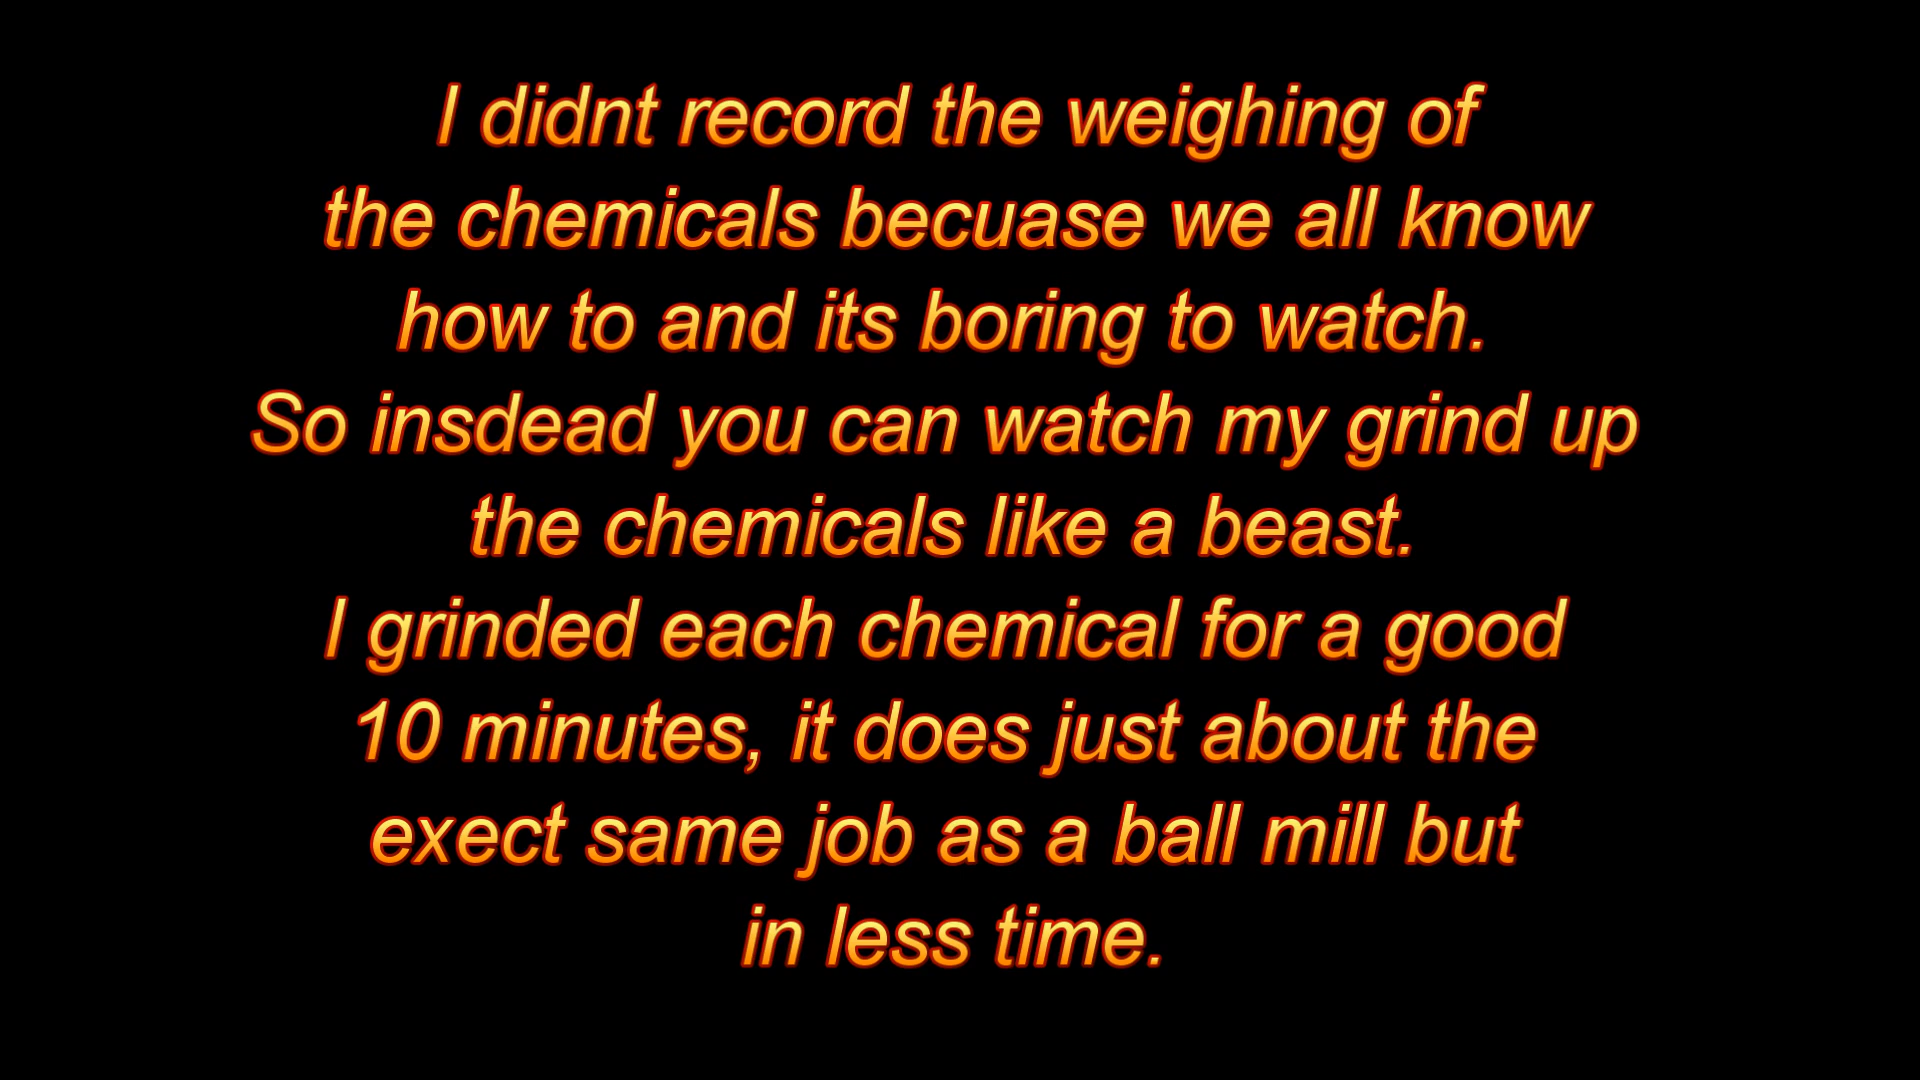 I didnt record the weighing of
the chemicals becuase we all know
how to and its boring to watch.
So insdead you can watch my grind up
the chemicals like a beast.
I grinded each chemical for a good
10 minutes, it does just about the
exect same job as a ball mill but
in less time.